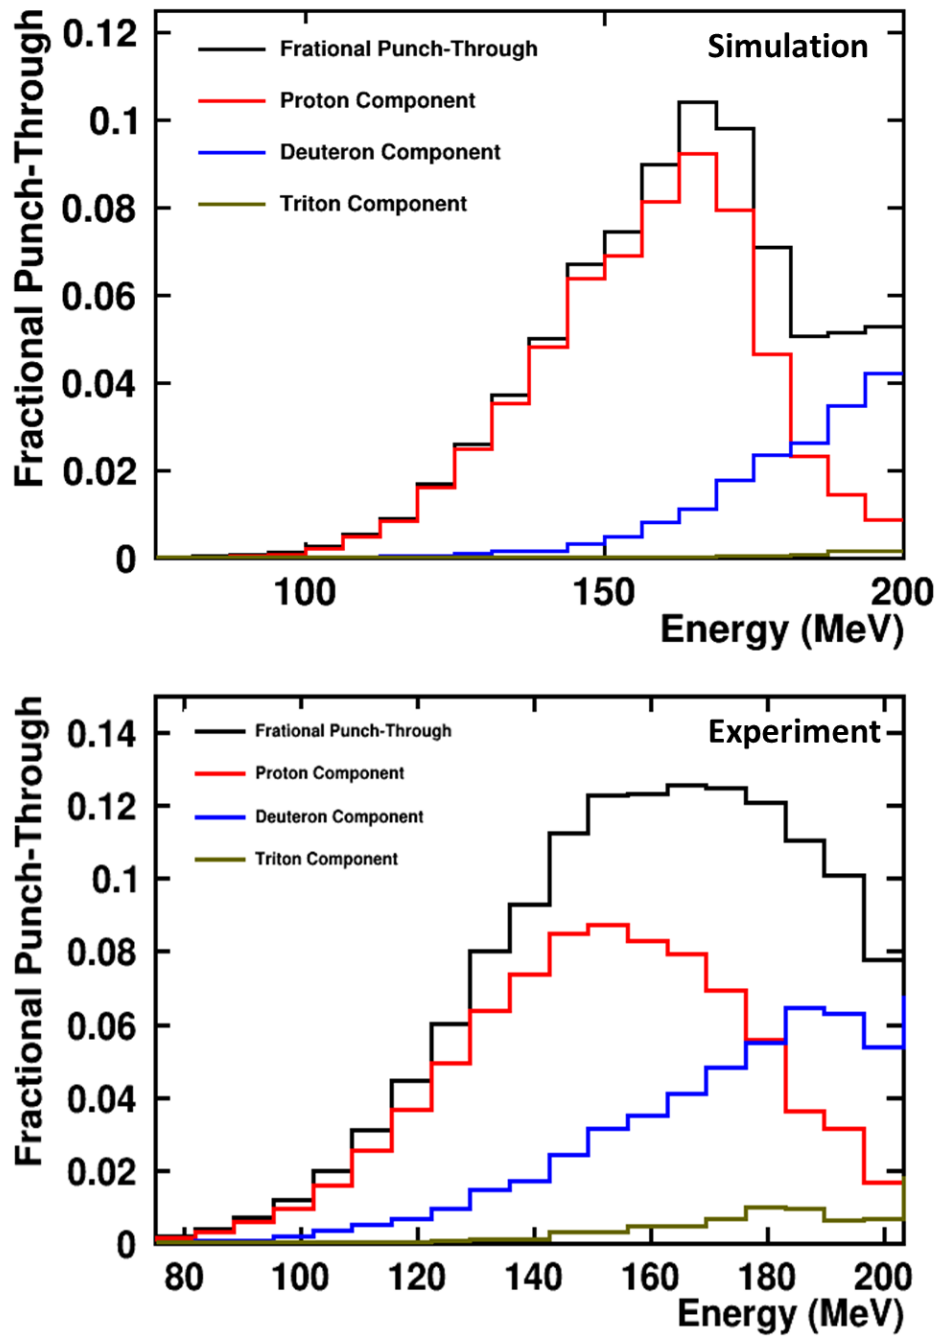 Fractional Punch-Through
0.12
0.1
0.08
0.06
0.04
0.02
0
Frational Punch-Through
Proton Component
Deuteron Component
Triton Component
Simulation
100 150 200
Energy (MeV)
Fractional Punch-Through
0.14
0.12
0.1
0.08
0.06
0.04
0.02
0
Frational Punch-Through
Proton Component
Deuteron Component
Triton Component
Experiment
80 100 120 140 160 180 200
Energy (MeV)